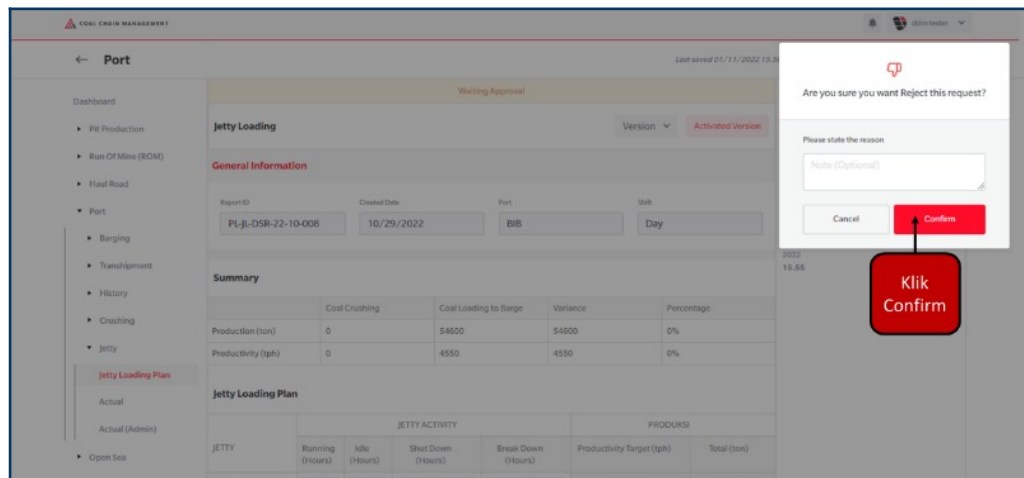 COAL CHAIN MANAGEMENT
ddm tester
Port
Last saved 01/11/2022 15.5
Dashboard
Pit Production
Run Of Mine (ROM)
Haul Road
Port
Barging
Transhipment
History
Crushing
Jetty
Jetty Loading Plan
Actual
Actual (Admin)
Open Sea
Waiting Approval
Jetty Loading
Version
Activated Version
General Information
Report ID
Created Date
Port
Shift
PL-JL-DSR-22-10-008
10/29/2022
BIB
Day
Summary
Coal Crushing Coal Loading to Barge Variance Percentage
Production (ton) 0 54600 54600 0%
Productivity (tph) 0 4550 4550 0%
Jetty Loading Plan
JETTY ACTIVITY PRODUKSI
JETTY
Running (Hours)
Idle (Hours)
Shut Down (Hours)
Break Down (Hours)
Productivity Target (tph)
Total (ton)
Are you sure you want Reject this request?
Please state the reason
Note (Optional)
Cancel
Confirm
2022
15.55
Klik
Confirm